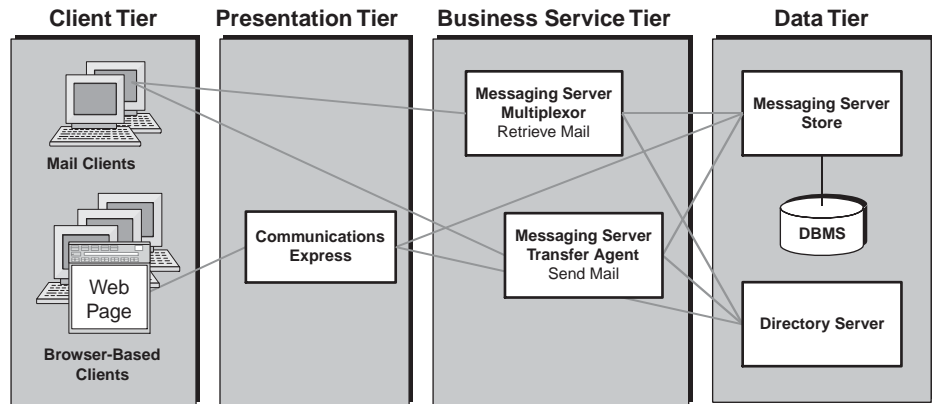 Client Tier
Presentation Tier
Business Service Tier
Data Tier
Mail Clients
Web
Page
Browser-Based
Clients
Communications
Express
Messaging Server
Multiplexor
Retrieve Mail
Messaging Server
Transfer Agent
Send Mail
Messaging Server
Store
DBMS
Directory Server